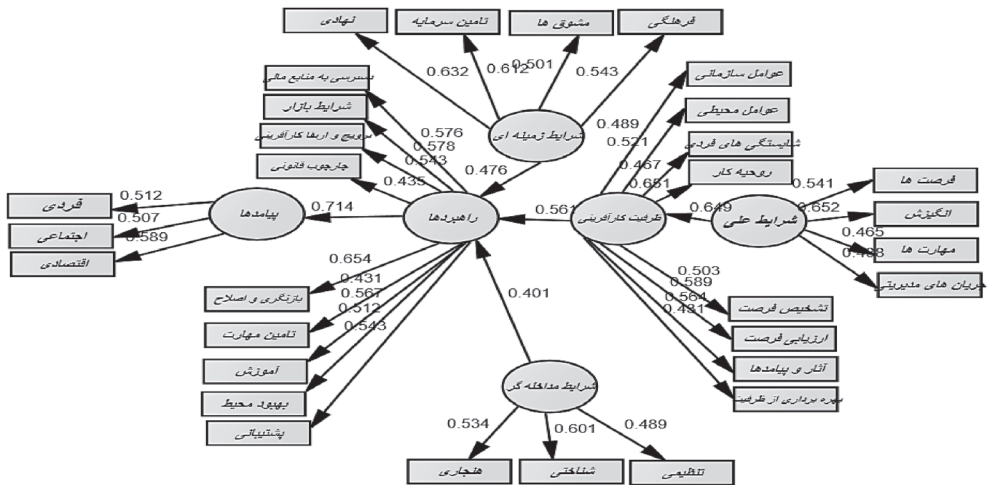 نهادی
تامین سرمایه
مشوق ها
فرهنگی
0.632
0.612
0.501
0.543
شرایط زمینه ای
0.476
دسترسی به منابع مالی
شرایط بازار
ترویج و ارتقا کارآفرینی
چارچوب قانونی
0.576
0.578
0.543
0.435
عوامل سازمانی
عوامل محیطی
شایستگی های فردی
روحیه کار
0.489
0.521
0.467
0.651
فرصت ها
انگیزش
مهارت ها
جریان های مدیریتی
0.541
0.652
0.465
شرایط علی
0.649
ظرفیت کارآفرینی
0.561
راهبردها
0.714
پیامدها
0.512
0.507
0.589
فردی
اجتماعی
اقتصادی
0.654
0.431
0.567
0.512
0.543
بازنگری و اصلاح
تامین مهارت
آموزش
بهبود محیط
پشتیبانی
0.503
0.589
0.564
0.431
تشخیص فرصت
ارزیابی فرصت
آثار و پیامدها
بهره برداری از ظرفیت
0.401
شرایط مداخله گر
0.534
0.601
0.489
هنجاری
شناختی
تنظیمی